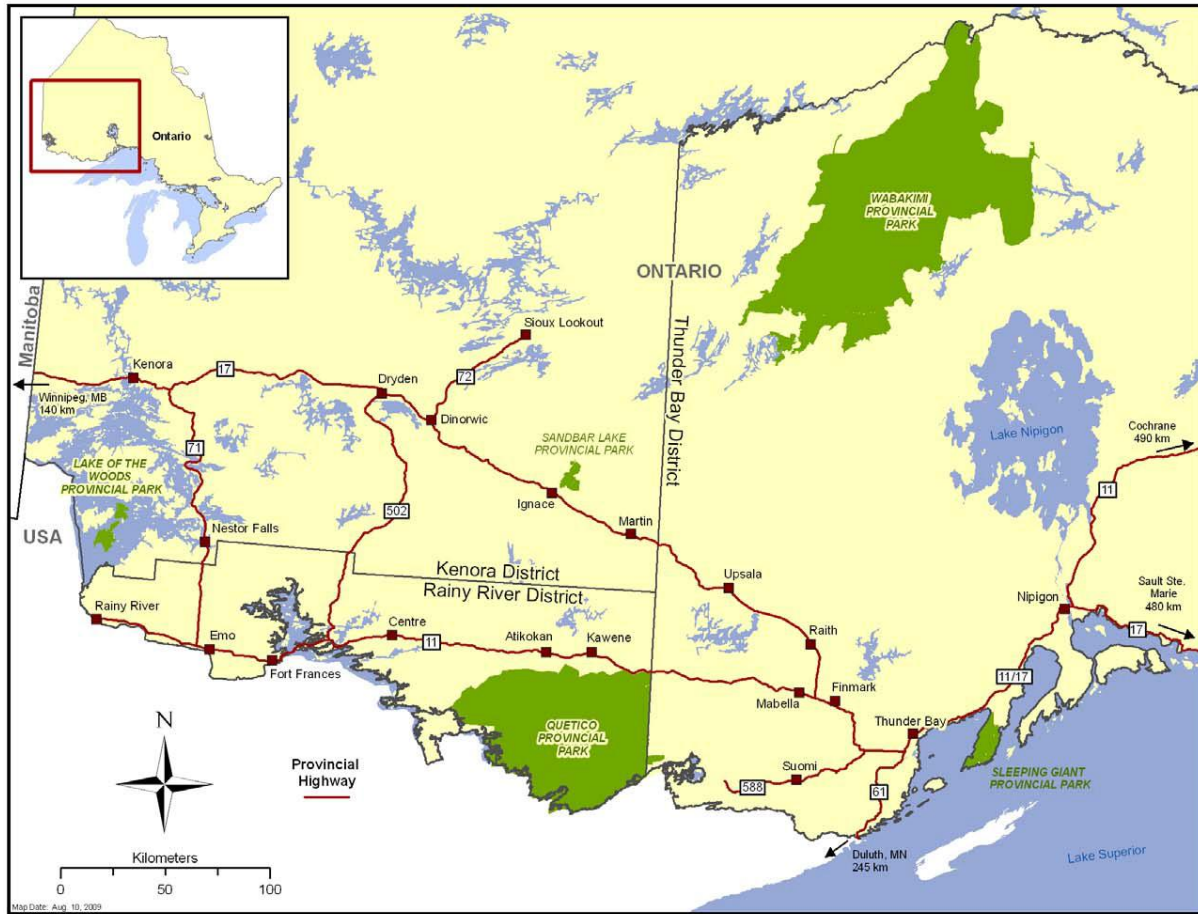 Ontario
Manitoba
USA
ONTARIO
WABAKIMI
PROVINCIAL
PARK
Thunder Bay District
Sioux Lookout
Kenora
17
72
Dryden
Dinorwic
Winnipeg, MB
140 km
71
LAKE OF THE
WOODS
PROVINCIAL PARK
SANDBAR LAKE
PROVINCIAL PARK
Lake Nipigon
Cochrane
490 km
11
502
Ignace
Martin
Nestor Falls
Kenora District
Rainy River District
Upsala
Nipigon
Sault Ste.
Marie
480 km
17
Rainy River
Emo
Fort Frances
Centre
11
Atikokan
Kawene
Raith
Mabella
Finmark
11/17
Thunder Bay
QUETICO
PROVINCIAL
PARK
Suomi
588
61
SLEEPING GIANT
PROVINCIAL PARK
Duluth, MN
245 km
Lake Superior
N
Provincial
Highway
Kilometers
0 50 100
Map Date: Aug. 10, 2009